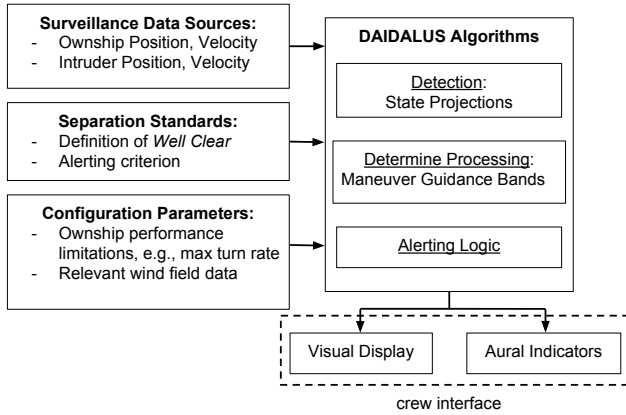 Surveillance Data Sources:
- Ownship Position, Velocity
- Intruder Position, Velocity
Separation Standards:
- Definition of Well Clear
- Alerting criterion
Configuration Parameters:
- Ownship performance
limitations, e.g., max turn rate
- Relevant wind field data
DAIDALUS Algorithms
Detection:
State Projections
Determine Processing:
Maneuver Guidance Bands
Alerting Logic
Visual Display
Aural Indicators
crew interface